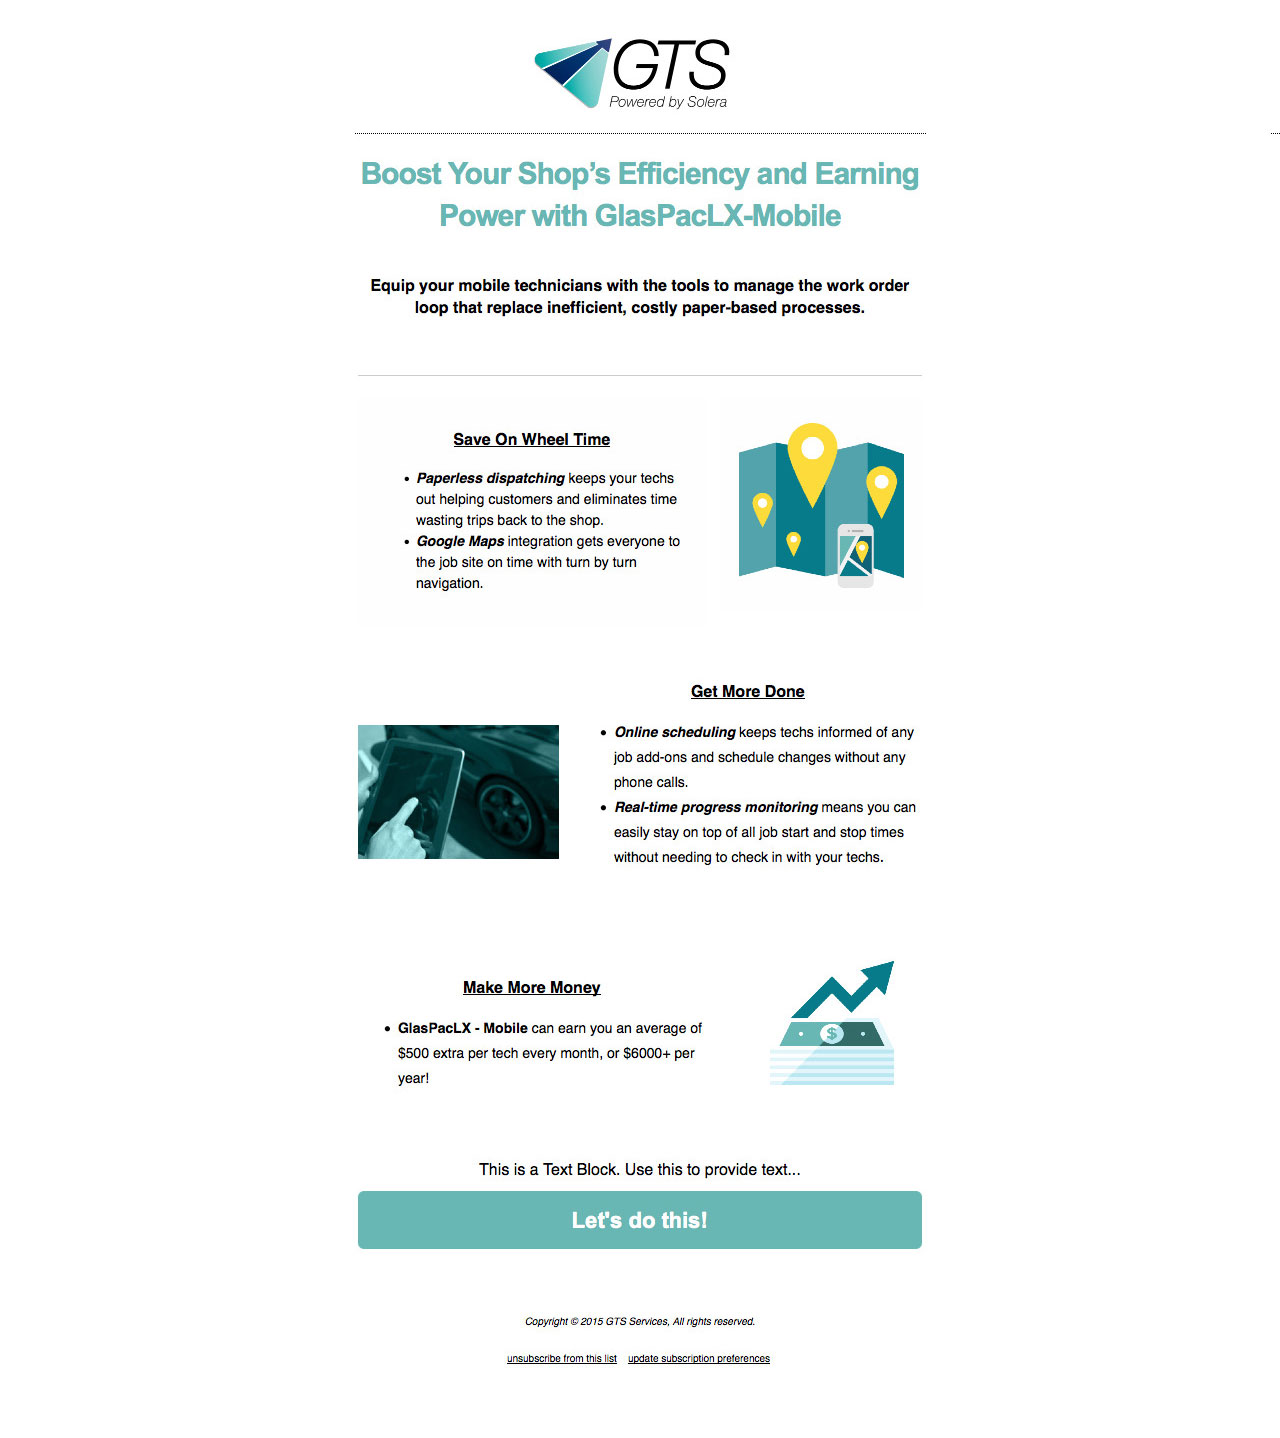 GTS
Powered by Solera
Boost Your Shop’s Efficiency and Earning
Power with GlasPacLX-Mobile
Equip your mobile technicians with the tools to manage the work order
loop that replace inefficient, costly paper-based processes.
Save On Wheel Time
• Paperless dispatching keeps your techs
out helping customers and eliminates time
wasting trips back to the shop.
• Google Maps integration gets everyone to
the job site on time with turn by turn
navigation.
Get More Done
• Online scheduling keeps techs informed of any
job add-ons and schedule changes without any
phone calls.
• Real-time progress monitoring means you can
easily stay on top of all job start and stop times
without needing to check in with your techs.
Make More Money
• GlasPacLX - Mobile can earn you an average of
$500 extra per tech every month, or $6000+ per
year!
$
This is a Text Block. Use this to provide text...
Let's do this!
Copyright © 2015 GTS Services, All rights reserved.
unsubscribe from this list update subscription preferences